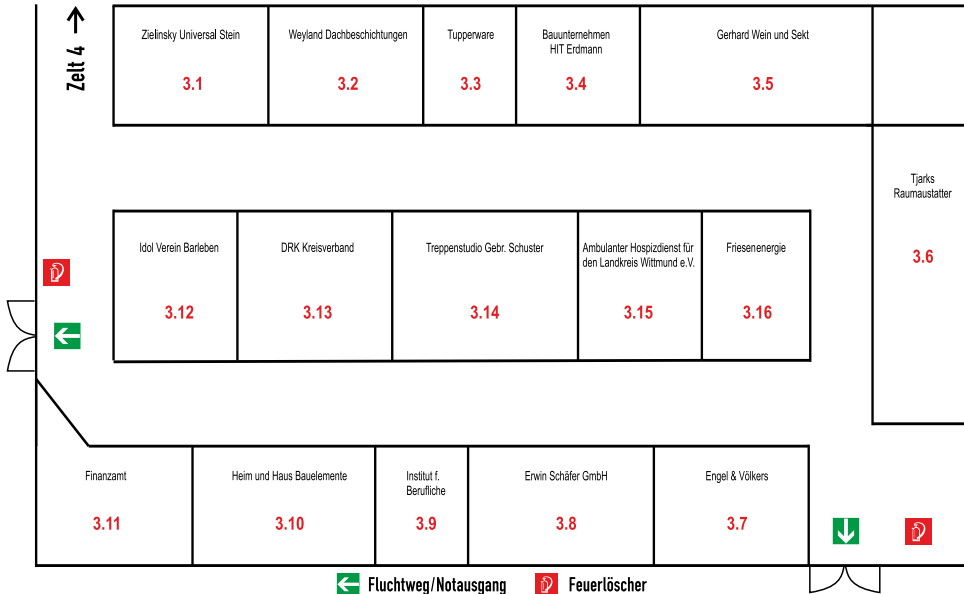 Zelt 4
Zielinsky Universal Stein
3.1
Weyland Dachbeschichtungen
3.2
Tupperware
3.3
Bauunternehmen
HIT Erdmann
3.4
Gerhard Wein und Sekt
3.5
Tjarks
Raumaustatter
3.6
Idol Verein Barleben
3.12
DRK Kreisverband
3.13
Treppenstudio Gebr. Schuster
3.14
Ambulanter Hospizdienst für
den Landkreis Wittmund e.V.
3.15
Friesenenergie
3.16
Finanzamt
3.11
Heim und Haus Bauelemente
3.10
Institut f.
Berufliche
3.9
Erwin Schäfer GmbH
3.8
Engel & Völkers
3.7
Fluchtweg/Notausgang
Feuerlöscher